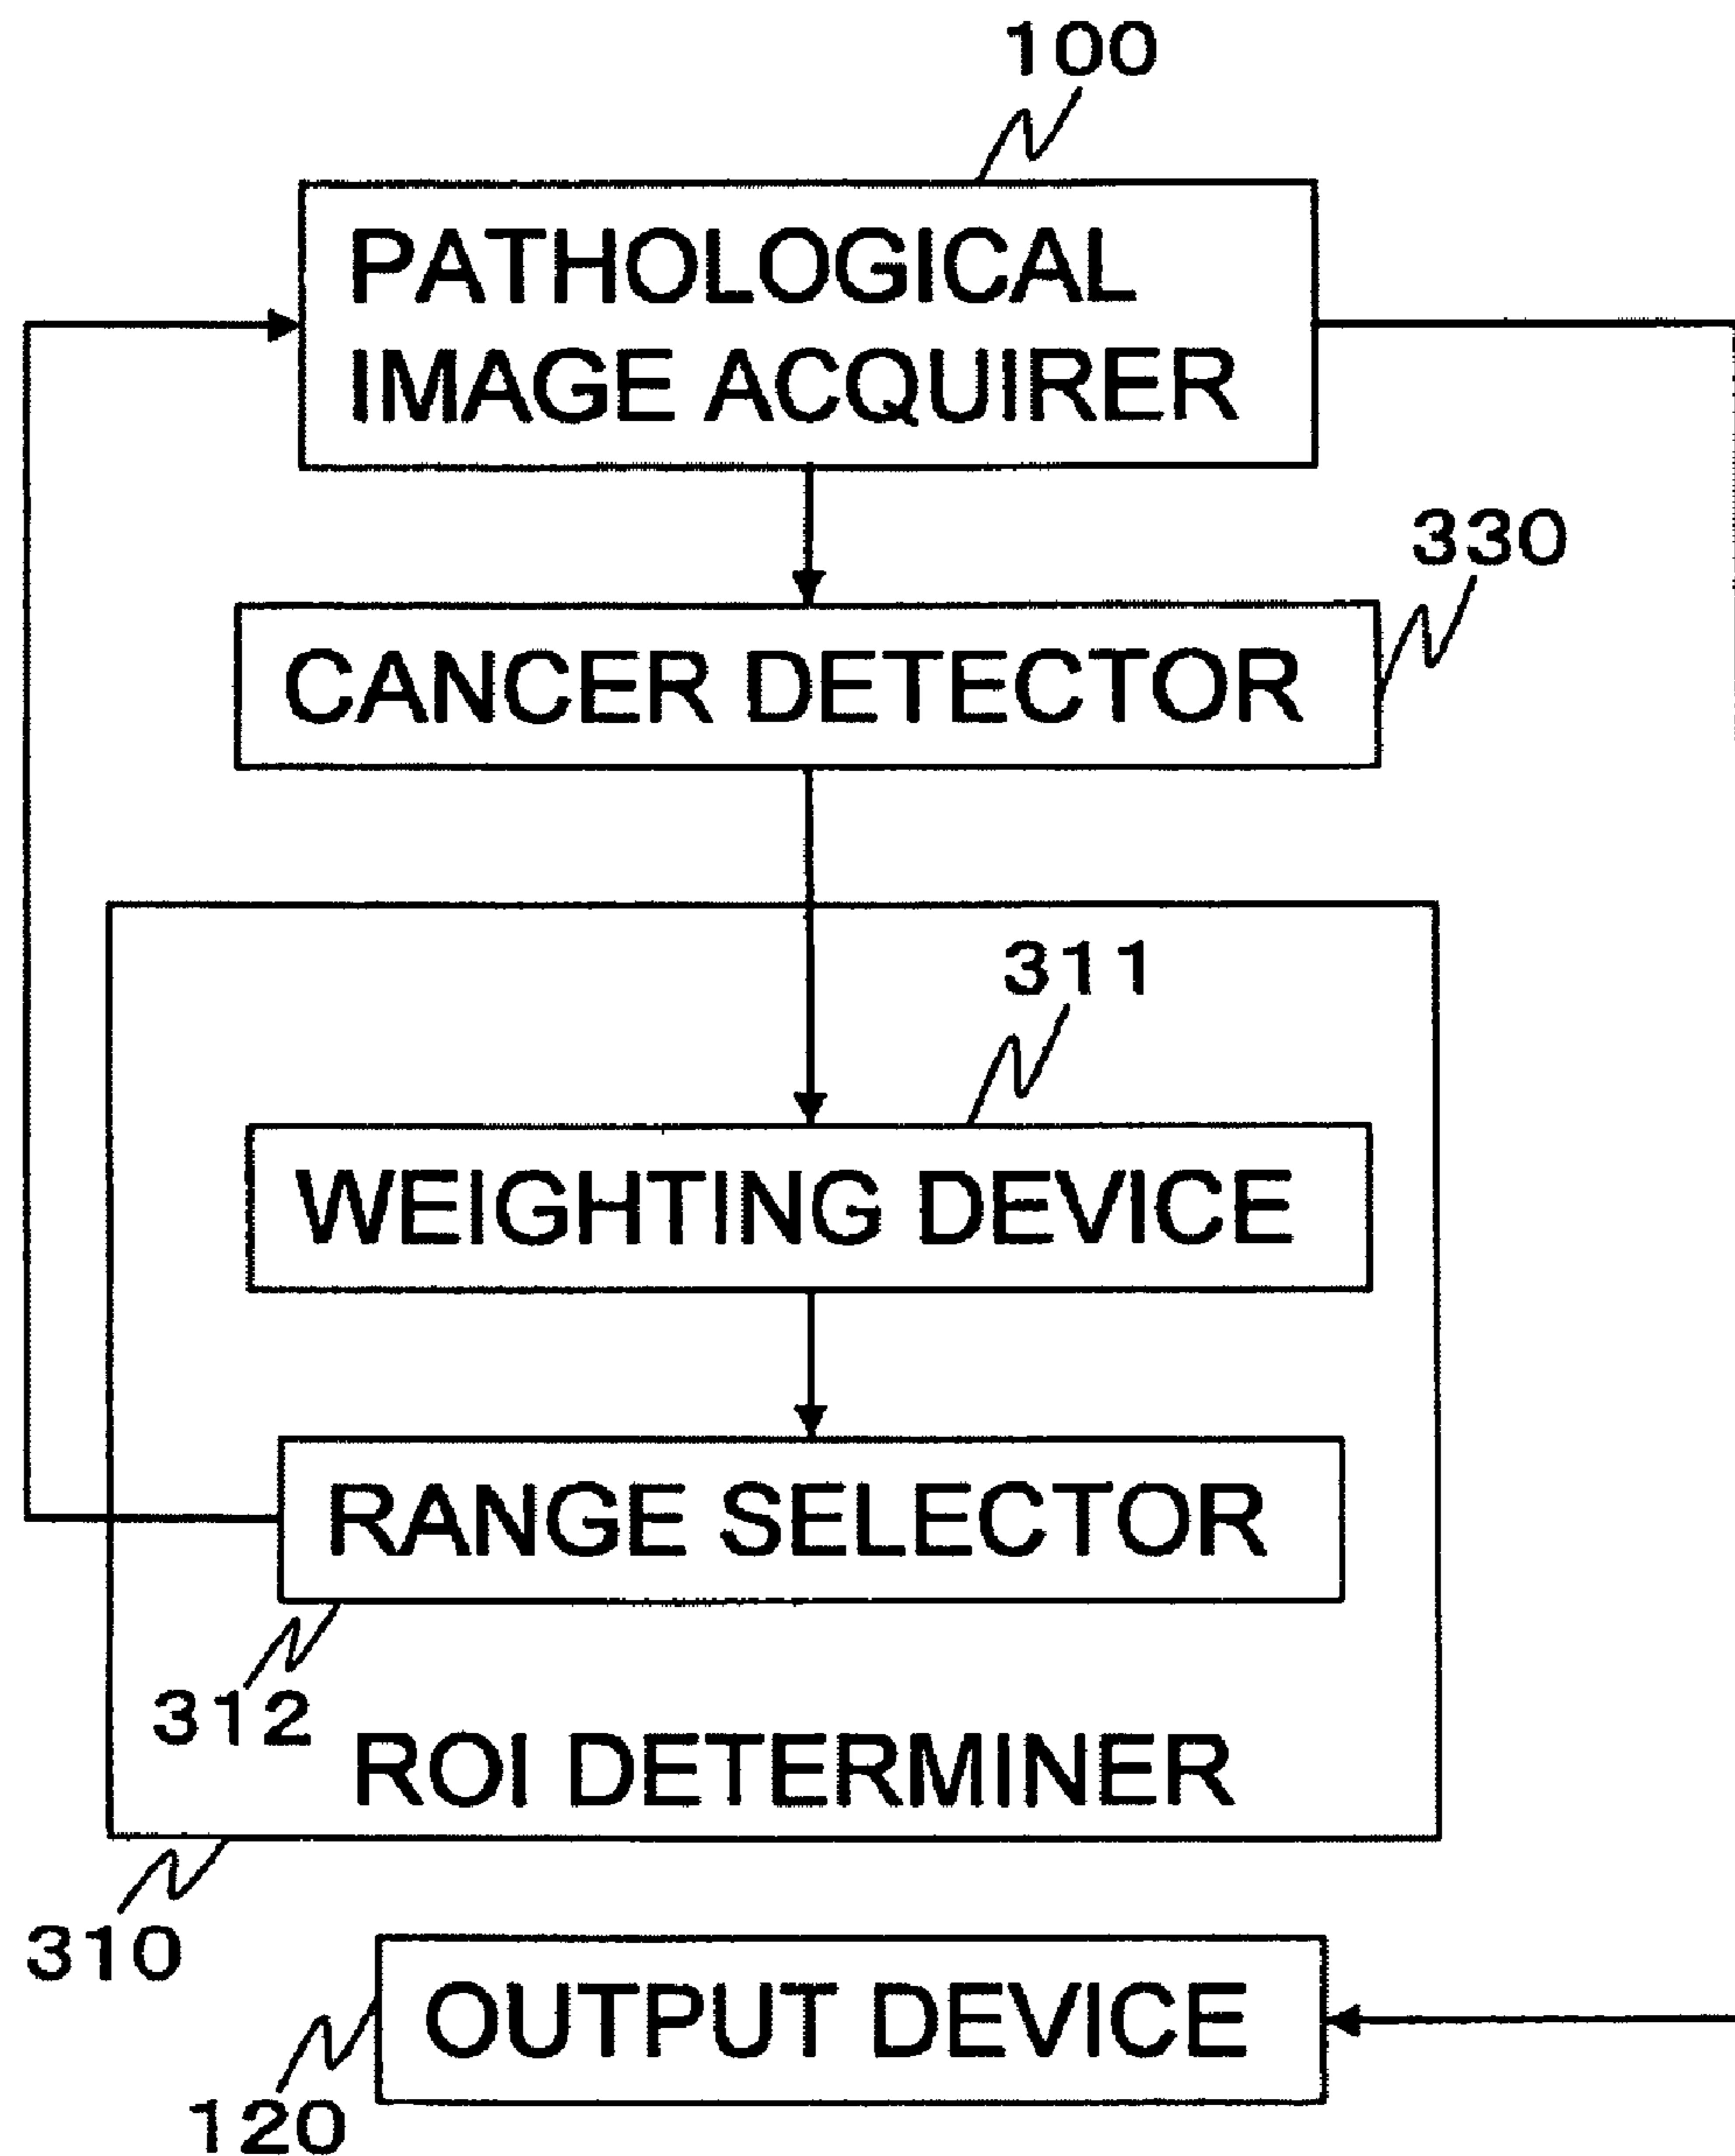 100
PATHOLOGICAL
IMAGE ACQUIRER
330
CANCER DETECTOR
311
WEIGHTING DEVICE
RANGE SELECTOR
312
ROI DETERMINER
310
OUTPUT DEVICE
120